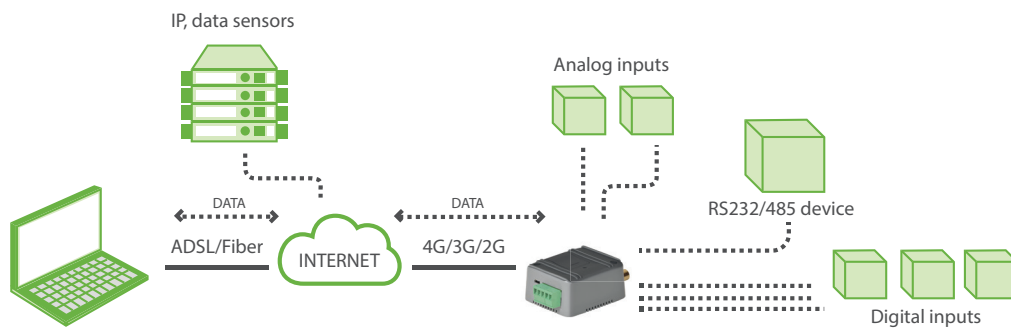 IP, data sensors
Analog inputs
RS232/485 device
DATA
DATA
ADSL/Fiber
INTERNET
4G/3G/2G
Digital inputs